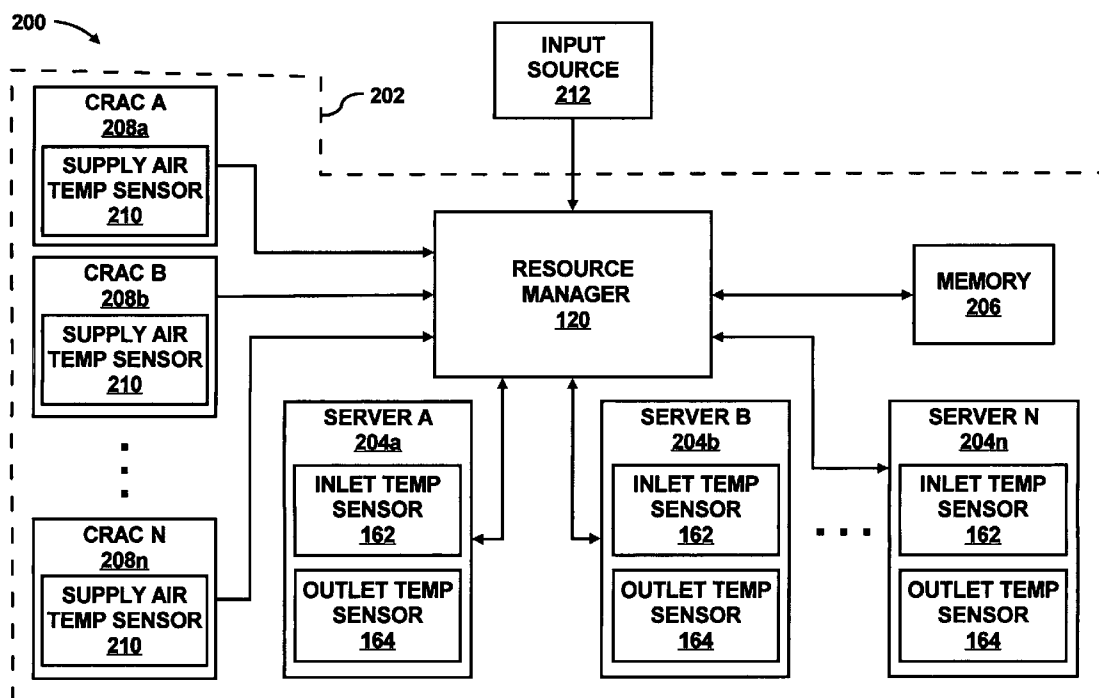 200
INPUT
SOURCE
212
202
CRAC A
208a
SUPPLY AIR
TEMP SENSOR
210
CRAC B
208b
SUPPLY AIR
TEMP SENSOR
210
CRAC N
208n
SUPPLY AIR
TEMP SENSOR
210
RESOURCE
MANAGER
120
MEMORY
206
SERVER A
204a
INLET TEMP
SENSOR
162
OUTLET TEMP
SENSOR
164
SERVER B
204b
INLET TEMP
SENSOR
162
OUTLET TEMP
SENSOR
164
SERVER N
204n
INLET TEMP
SENSOR
162
OUTLET TEMP
SENSOR
164